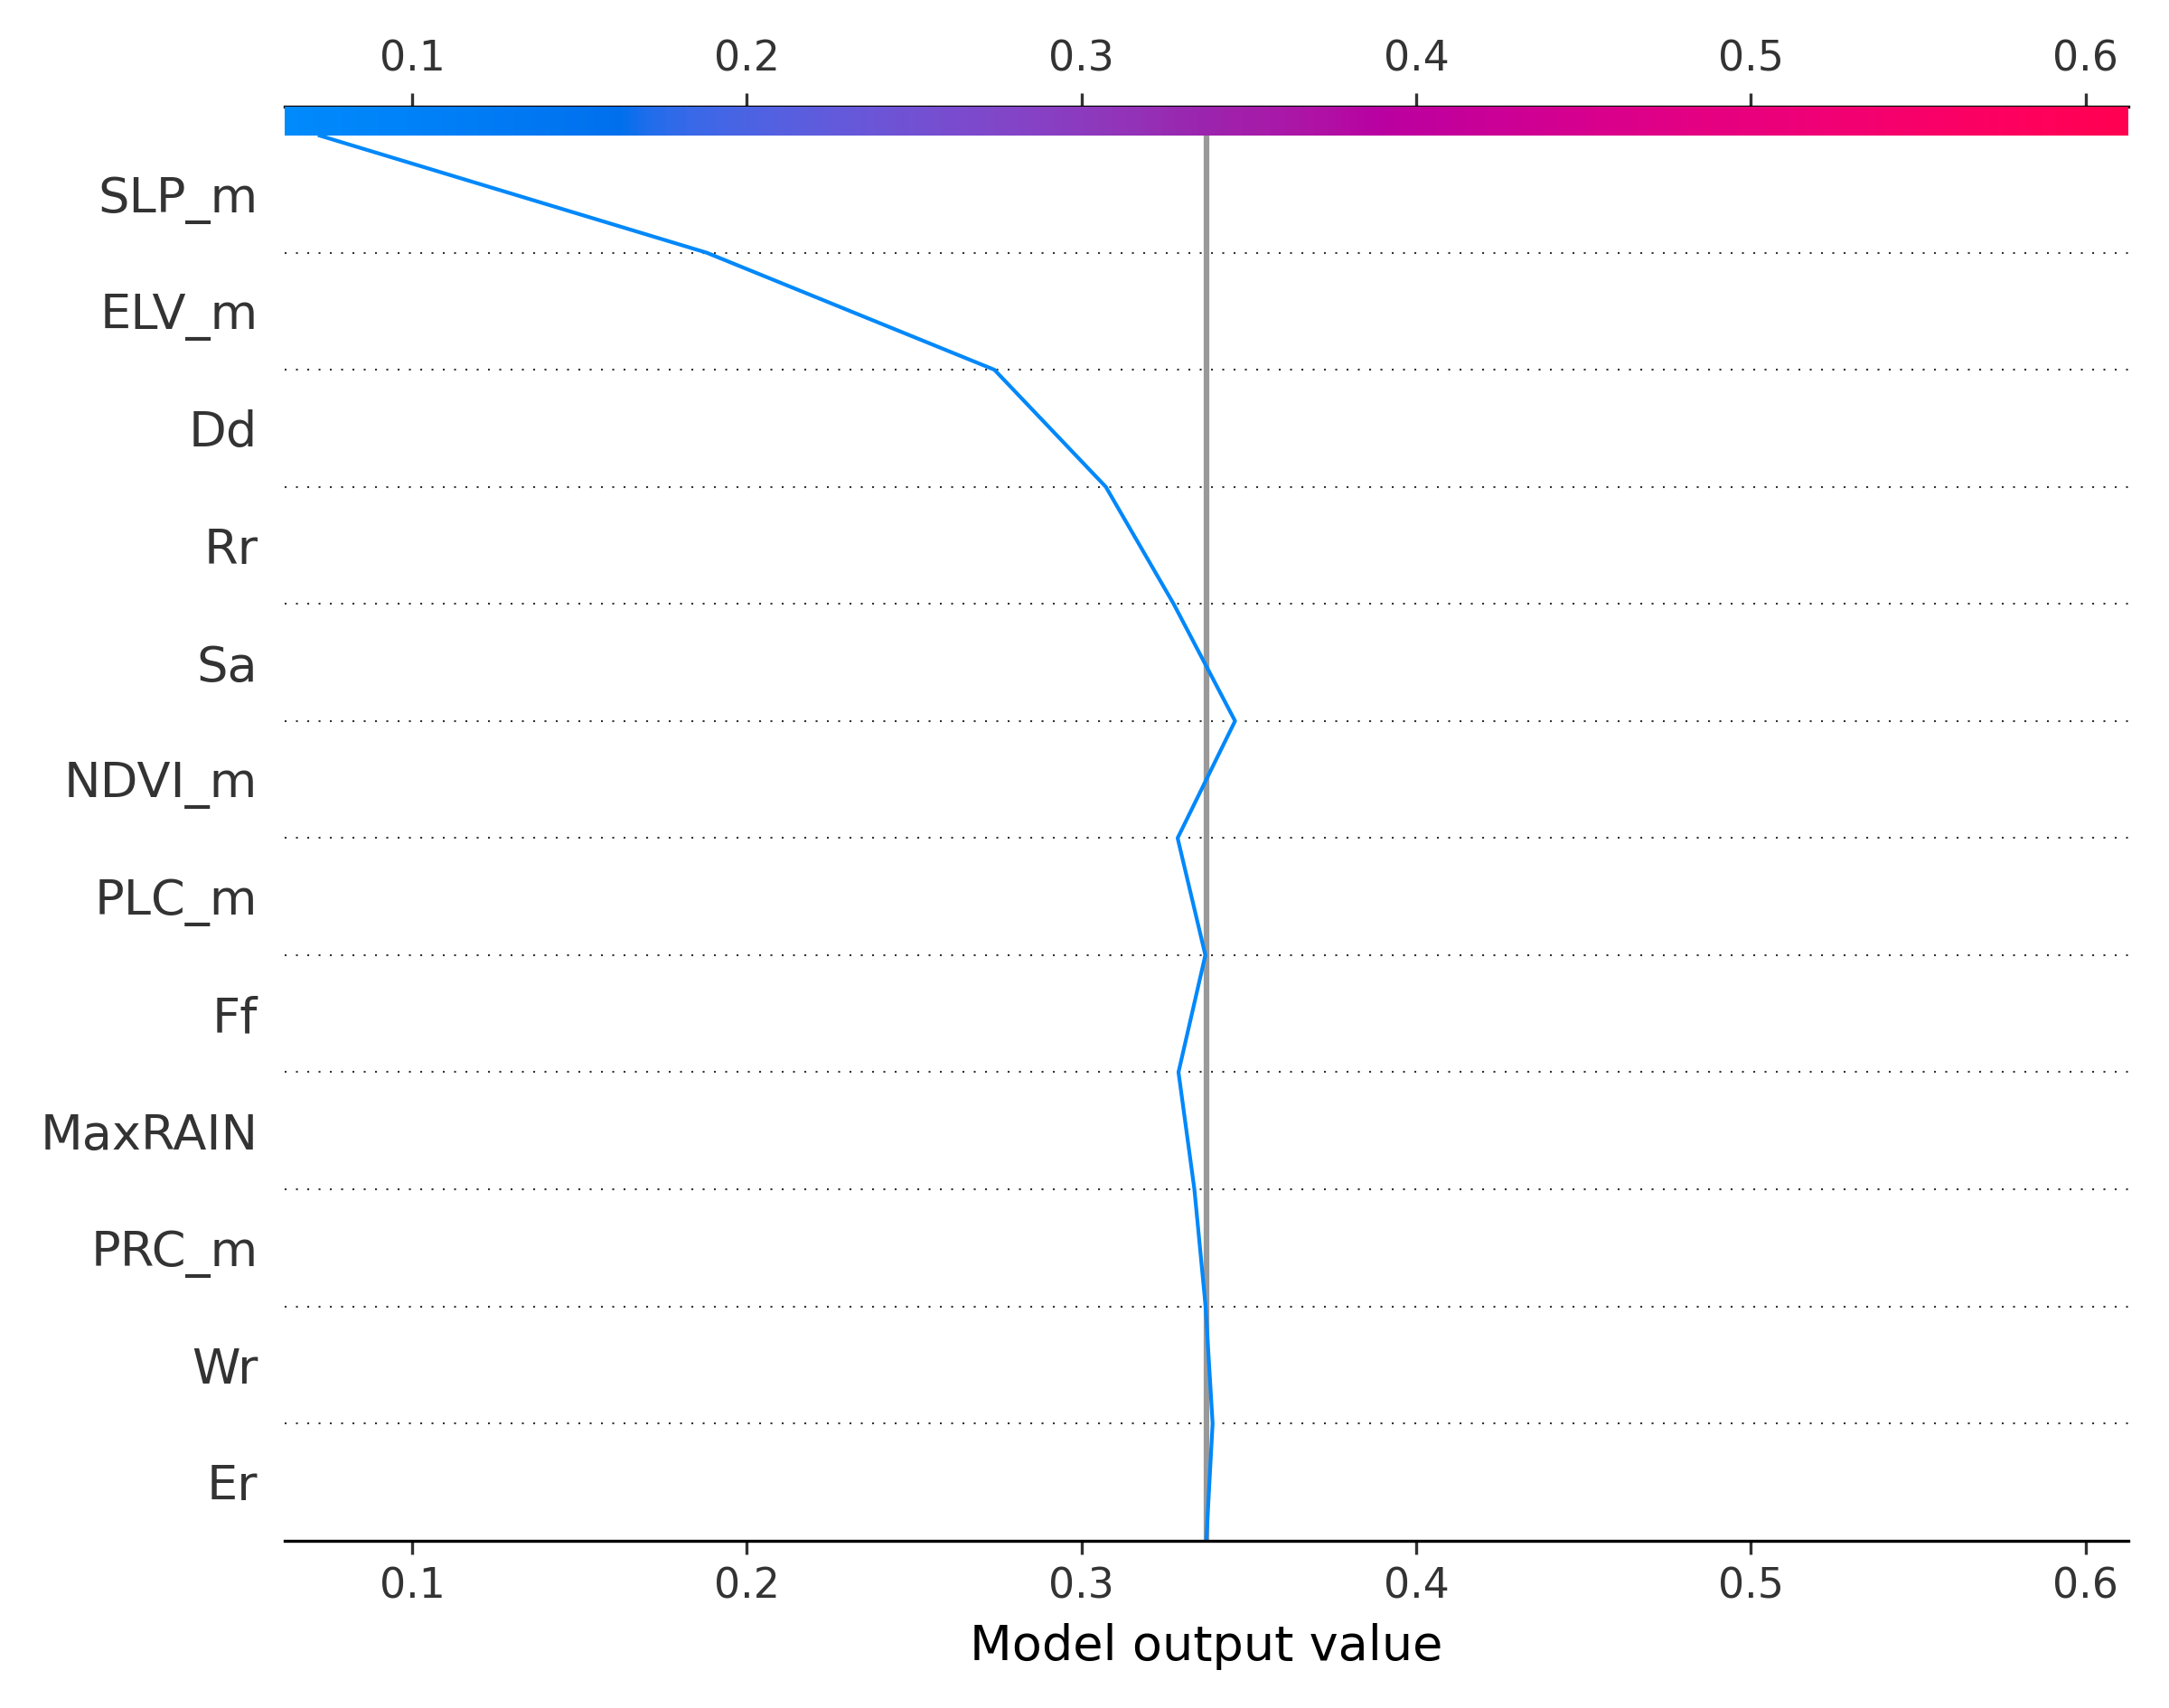 0.1 0.2 0.3 0.4 0.5 0.6
SLP_m
ELV_m
Dd
Rr
Sa
NDVI_m
PLC_m
Ff
MaxRAIN
PRC_m
Wr
Er
0.1 0.2 0.3 0.4 0.5 0.6
Model output value